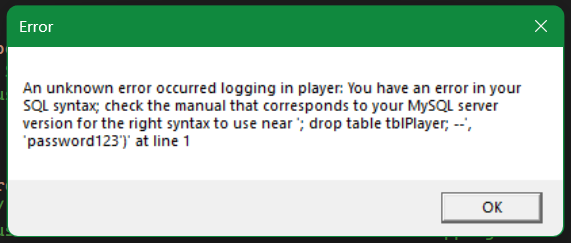 Error
An unknown error occurred logging in player: You have an error in your
SQL syntax; check the manual that corresponds to your MySQL server
version for the right syntax to use near '; drop table tblPlayer; --',
'password123')' at line 1
OK